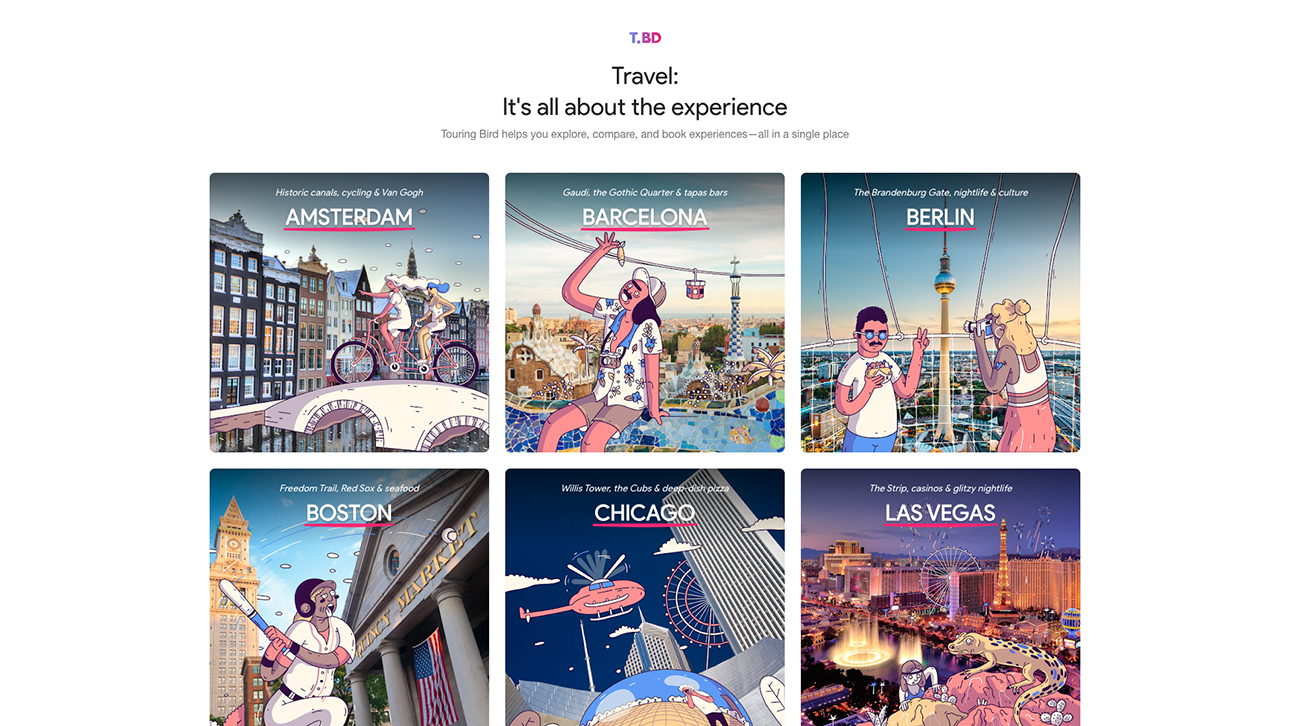 T.BD
Travel:
It's all about the experience
Touring Bird helps you explore, compare, and book experiences—all in a single place
Historic canals, cycling & Van Gogh
AMSTERDAM
Gaudí, the Gothic Quarter & tapas bars
BARCELONA
The Brandenburg Gate, nightlife & culture
BERLIN
Freedom Trail, Red Sox & seafood
BOSTON
MARKET
Willis Tower, the Cubs & deep-dish pizza
CHICAGO
The Strip, casinos & glitzy nightlife
LAS VEGAS